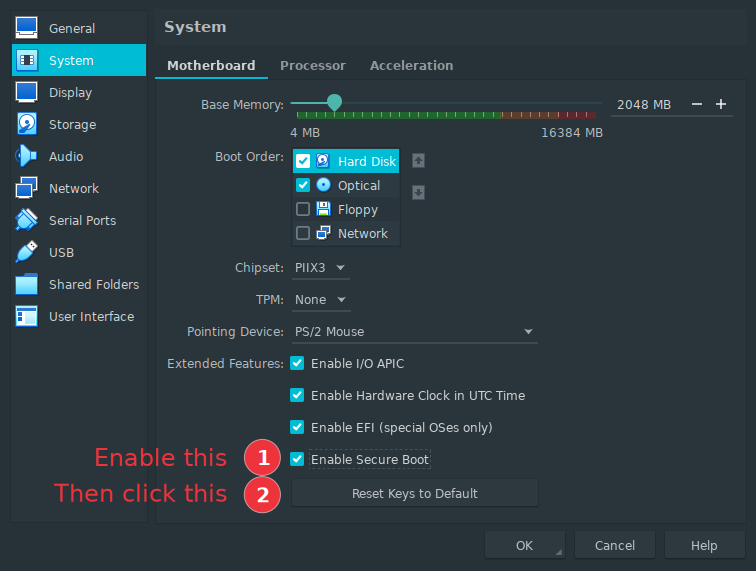 General
System
Display
Storage
Audio
Network
Serial Ports
USB
Shared Folders
User Interface
System
Motherboard Processor Acceleration
Base Memory: 2048 MB
4 MB 16384 MB
Boot Order: Hard Disk
Optical
Floppy
Network
Chipset: PIIX3
TPM: None
Pointing Device: PS/2 Mouse
Extended Features: Enable I/O APIC
Enable Hardware Clock in UTC Time
Enable EFI (special OSes only)
Enable this 1 Enable Secure Boot
Then click this 2 Reset Keys to Default
OK Cancel Help